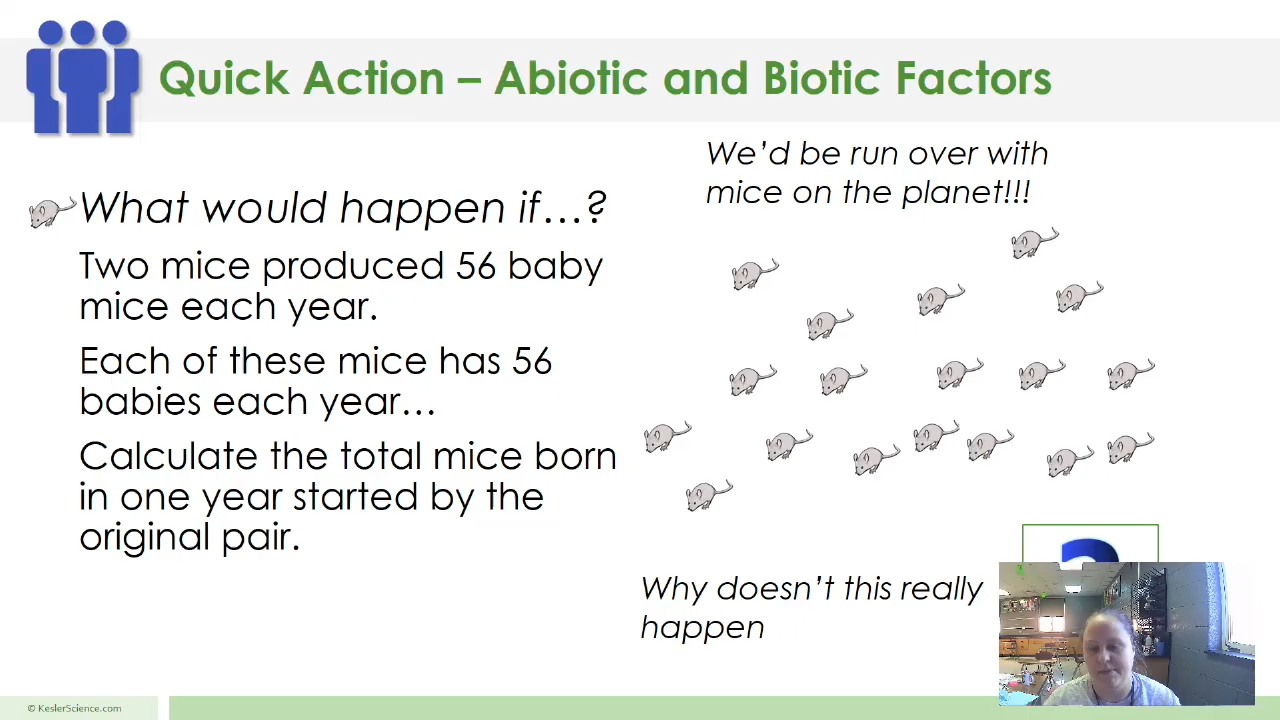 Quick Action – Abiotic and Biotic Factors
What would happen if…?
Two mice produced 56 baby
mice each year.
Each of these mice has 56
babies each year…
Calculate the total mice born
in one year started by the
original pair.
We’d be run over with
mice on the planet!!!
Why doesn’t this really
happen
© KeslerScience.com